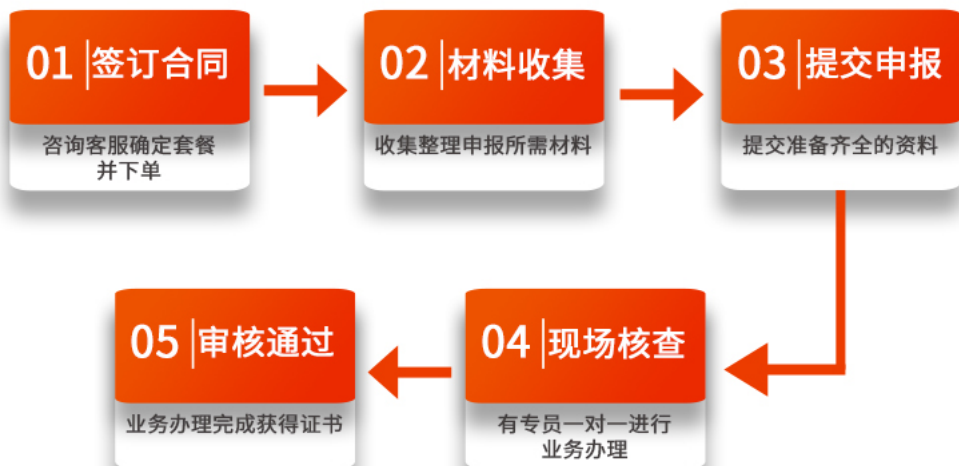 01 签订合同
咨询客服确定套餐
并下单
02 材料收集
收集整理申报所需材料
03 提交申报
提交准备齐全的资料
04 现场核查
有专员一对一进行
业务办理
05 审核通过
业务办理完成获得证书